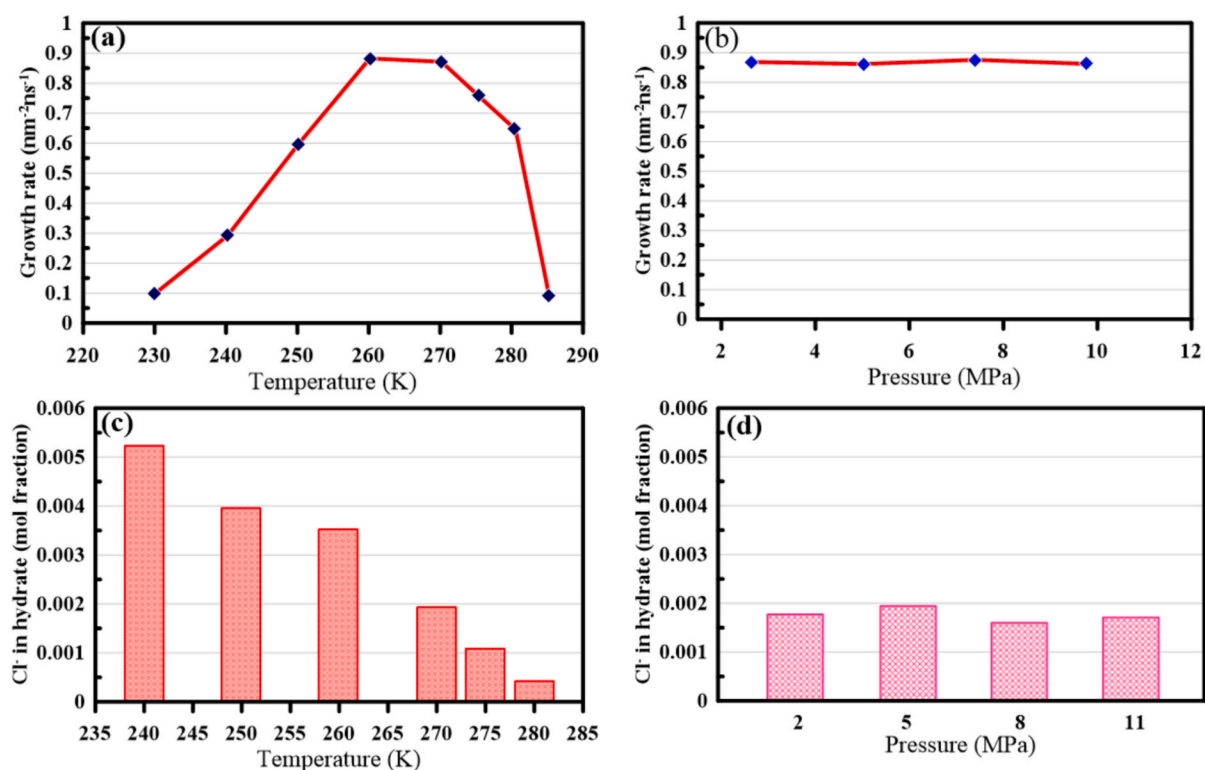 (a)
Growth rate (nm⁻²ns⁻¹)
1
0.9
0.8
0.7
0.6
0.5
0.4
0.3
0.2
0.1
0
220 230 240 250 260 270 280 290
Temperature (K)
(b)
Growth rate (nm⁻²ns⁻¹)
1
0.9
0.8
0.7
0.6
0.5
0.4
0.3
0.2
0.1
0
2 4 6 8 10 12
Pressure (MPa)
(c)
Cl⁻ in hydrate (mol fraction)
0.006
0.005
0.004
0.003
0.002
0.001
0
235 240 245 250 255 260 265 270 275 280 285
Temperature (K)
(d)
Cl⁻ in hydrate (mol fraction)
0.006
0.005
0.004
0.003
0.002
0.001
0
2 5 8 11
Pressure (MPa)